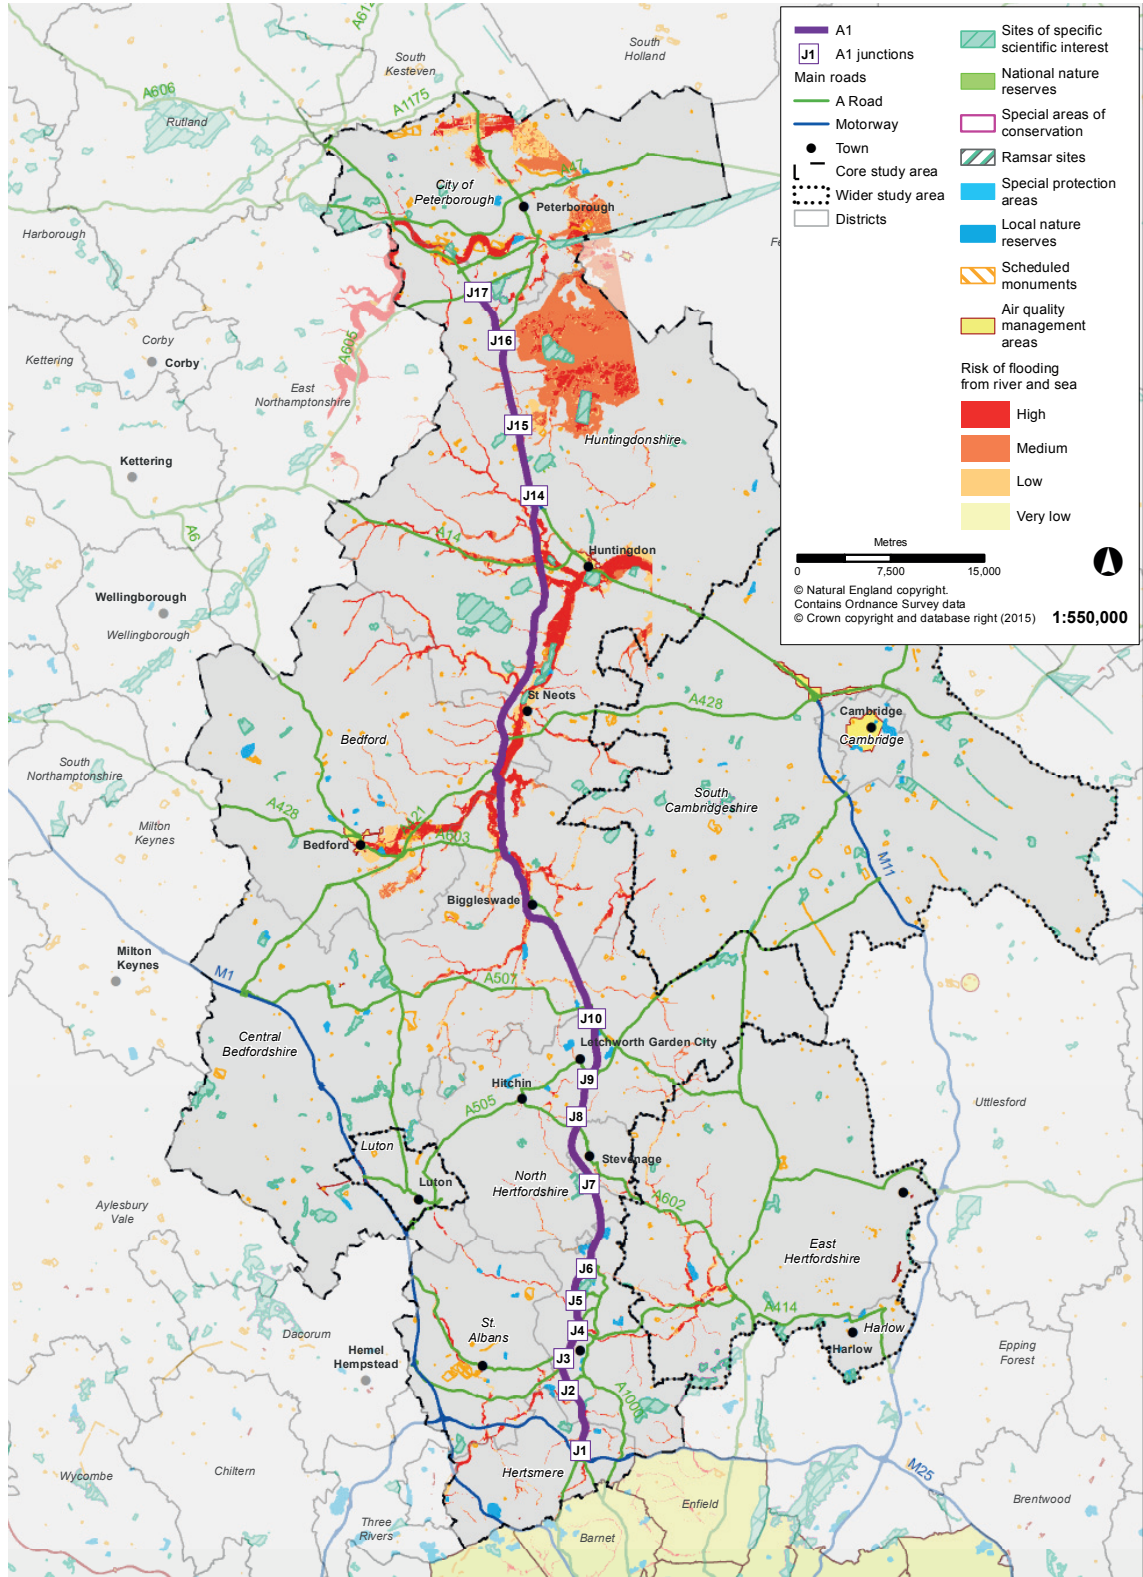 A1
J1
A1 junctions
Main roads
A Road
Motorway
Town
Core study area
Wider study area
Districts
Sites of specific
scientific interest
National nature
reserves
Special areas of
conservation
Ramsar sites
Special protection
areas
Local nature
reserves
Scheduled
monuments
Air quality
management
areas
Risk of flooding
from river and sea
High
Medium
Low
Very low
Metres
0 7,500 15,000
© Natural England copyright.
Contains Ordnance Survey data
© Crown copyright and database right (2015)
1:550,000
South
Kesteven
South
Holland
A606
A1175
Rutland
A47
City of
Peterborough
Peterborough
Harborough
J17
J16
A605
Corby
Corby
Kettering
East
Northamptonshire
J15
Huntingdonshire
Kettering
J14
A6
A14
Huntingdon
Wellingborough
Wellingborough
St Neots
A428
Cambridge
Cambridge
Bedford
South
Northamptonshire
South
Cambridgeshire
A428
A421
Milton
Keynes
A603
Bedford
M11
Biggleswade
Milton
Keynes
M1
A507
J10
Central
Bedfordshire
Letchworth Garden City
J9
Hitchin
A505
J8
Uttlesford
Luton
Stevenage
North
Hertfordshire
J7
Luton
A602
Aylesbury
Vale
East
Hertfordshire
J6
J5
A414
St.
Albans
J4
Dacorum
Harlow
Hemel
Hempstead
J3
Harlow
Epping
Forest
J2
A1000
J1
Hertsmere
M25
Wycombe
Chiltern
Brentwood
Enfield
Three
Rivers
Barnet